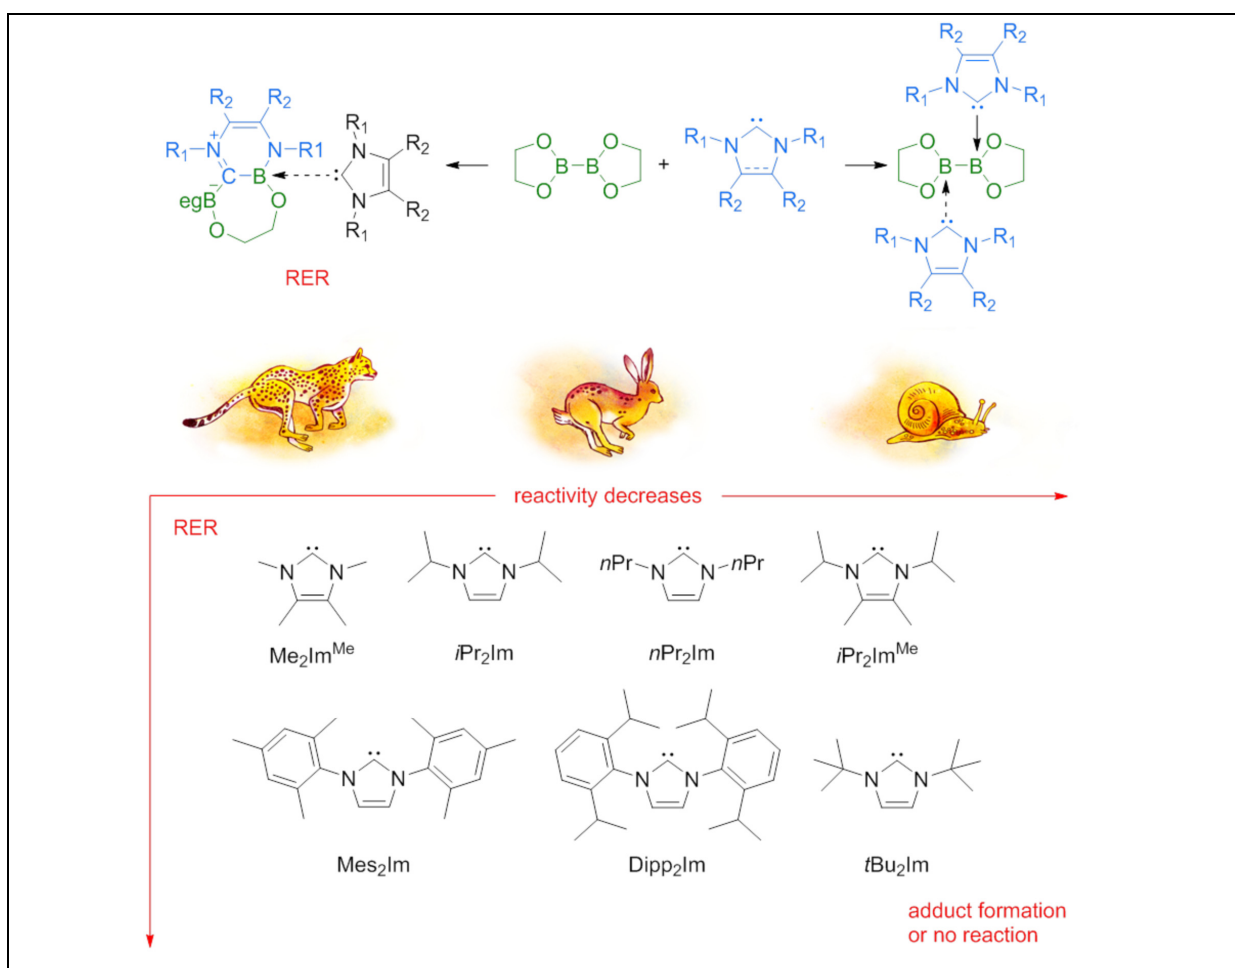 R₂ R₂
R₁ N N R₁
R₂ R₂
R₁–N⁺ N–R1
C B
egB⁻ O
O
R₁
N R₂
N R₂
R₁
O O
B–B
O O
+
R₁ N N R₁
R₂ R₂
O O
B–B
O O
R₁ N N R₁
R₂ R₂
RER
reactivity decreases
RER
N N
N N
nPr N N nPr
N N
Me₂Imᴹᵉ
iPr₂Im
nPr₂Im
iPr₂Imᴹᵉ
N N
N N
N N
Mes₂Im
Dipp₂Im
tBu₂Im
adduct formation
or no reaction